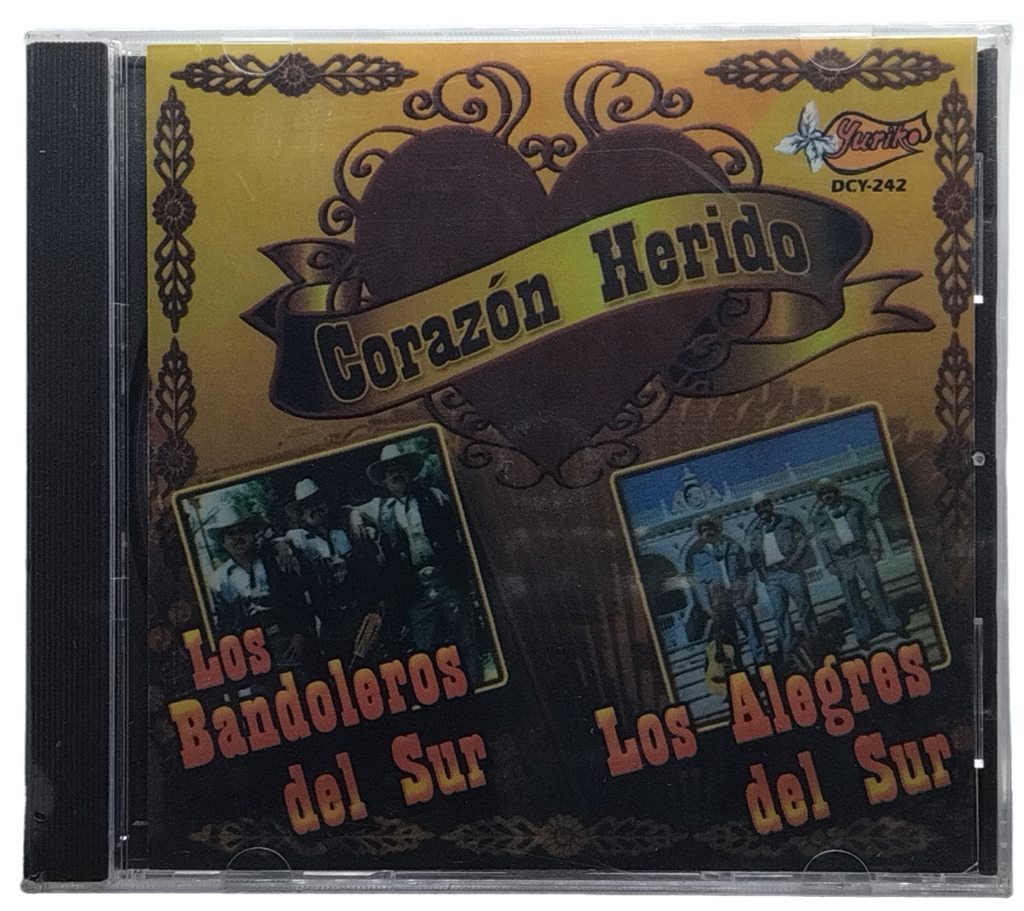 Yuriko
DCY-242
Corazón Herido
Los
Bandoleros
del Sur
Los Alegres
del Sur